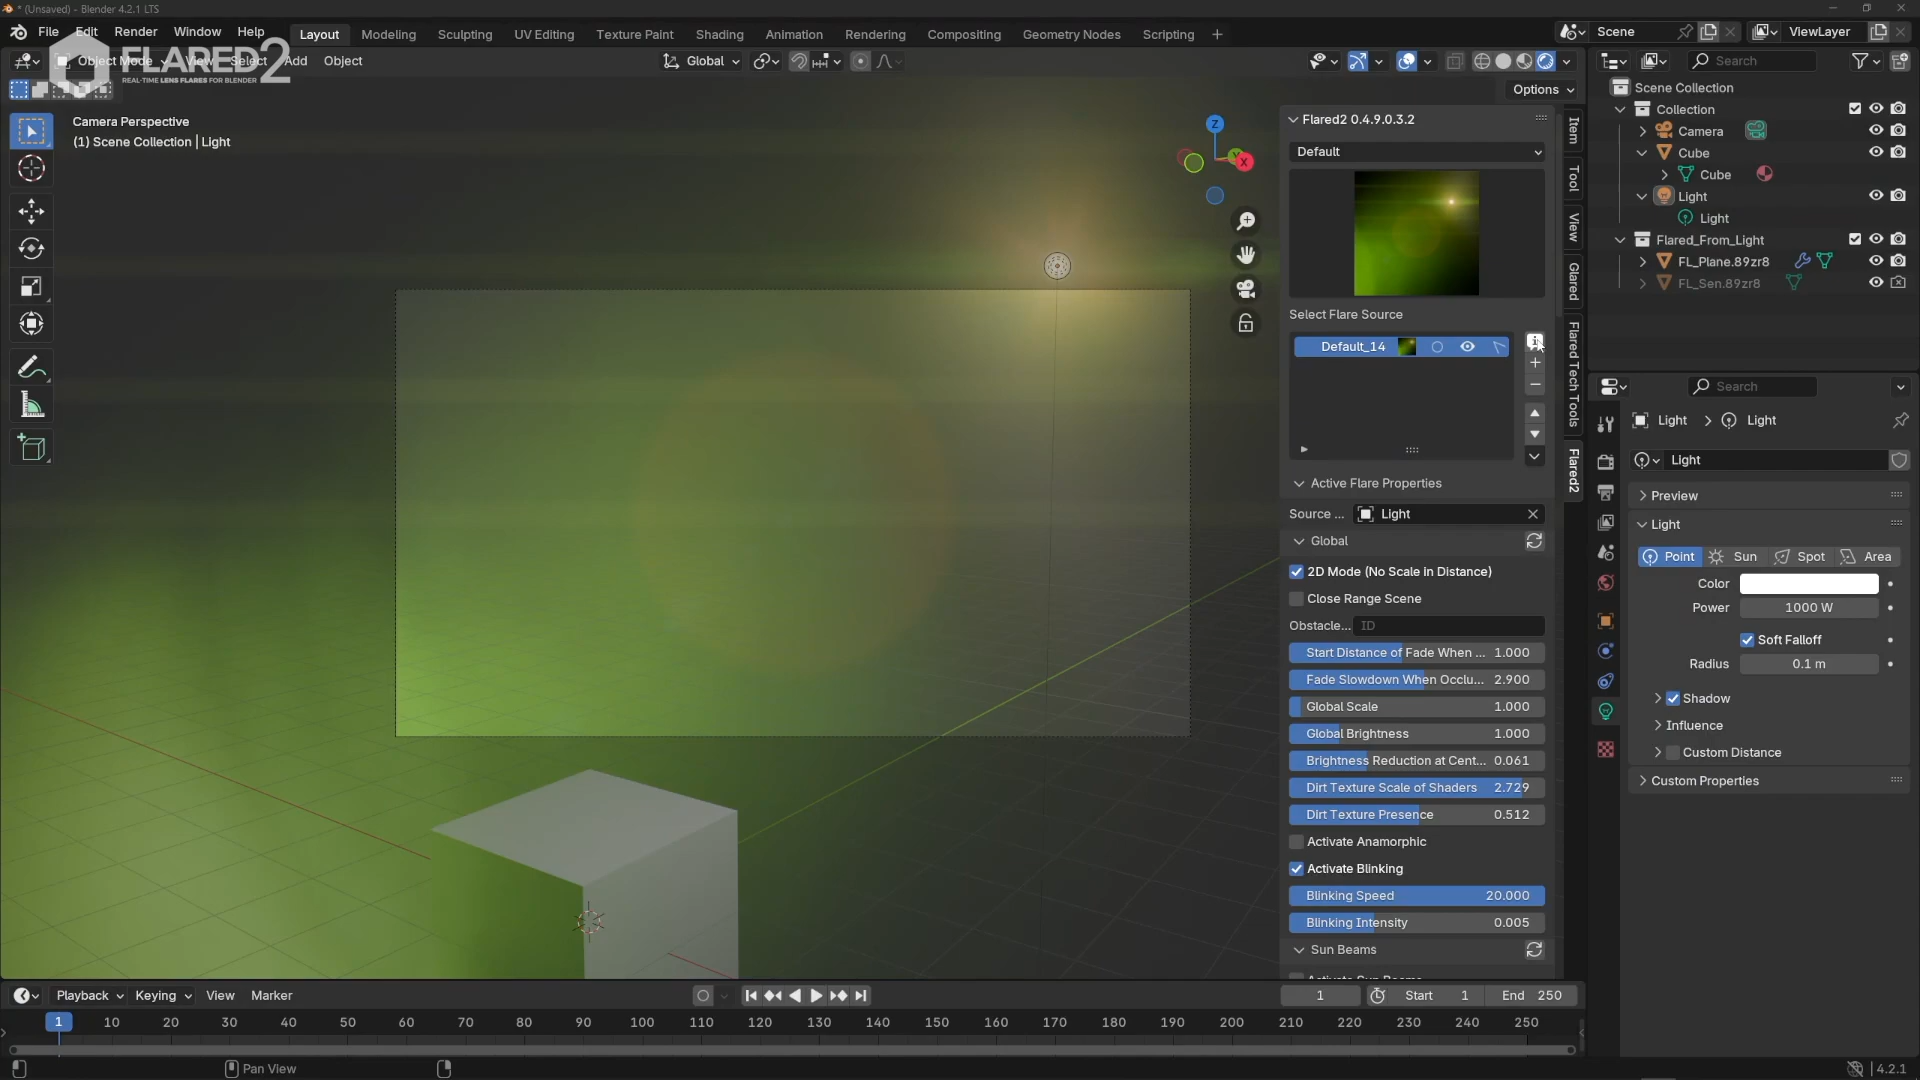 * (Unsaved) - Blender 4.2.1 LTS
File Edit Render Window Help
Layout Modeling Sculpting UV Editing Texture Paint Shading Animation Rendering Compositing Geometry Nodes Scripting +
Scene
ViewLayer
FLARED2
REAL-TIME LENS FLARES FOR BLENDER
Object Mode View Select Add Object
Global
Options
Camera Perspective
(1) Scene Collection | Light
Z
Y
X
Flared2 0.4.9.0.3.2
Default
Select Flare Source
Default_14
Active Flare Properties
Source ... Light
Global
2D Mode (No Scale in Distance)
Close Range Scene
Obstacle... ID
Start Distance of Fade When ... 1.000
Fade Slowdown When Occlu... 2.900
Global Scale 1.000
Global Brightness 1.000
Brightness Reduction at Cent... 0.061
Dirt Texture Scale of Shaders 2.729
Dirt Texture Presence 0.512
Activate Anamorphic
Activate Blinking
Blinking Speed 20.000
Blinking Intensity 0.005
Sun Beams
Activate Sun Beams
Item
Tool
View
Glared
Flared Tech Tools
Flared2
Search
Scene Collection
Collection
Camera
Cube
Cube
Light
Light
Flared_From_Light
FL_Plane.89zr8
FL_Sen.89zr8
Search
Light > Light
Light
Preview
Light
Point Sun Spot Area
Color
Power 1000 W
Soft Falloff
Radius 0.1 m
Shadow
Influence
Custom Distance
Custom Properties
Playback Keying View Marker
1 Start 1 End 250
1 10 20 30 40 50 60 70 80 90 100 110 120 130 140 150 160 170 180 190 200 210 220 230 240 250
Pan View
4.2.1